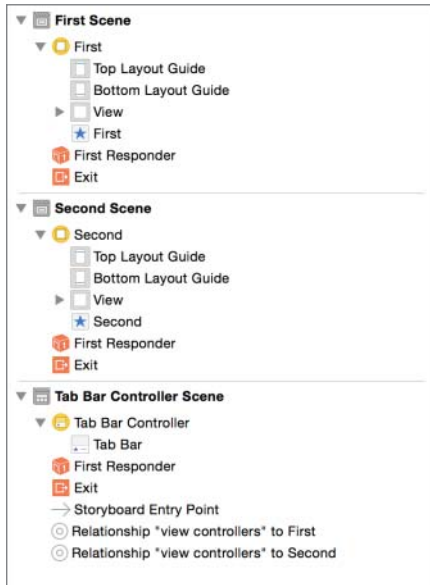 First Scene
First
Top Layout Guide
Bottom Layout Guide
View
First
First Responder
Exit
Second Scene
Second
Top Layout Guide
Bottom Layout Guide
View
Second
First Responder
Exit
Tab Bar Controller Scene
Tab Bar Controller
Tab Bar
First Responder
Exit
Storyboard Entry Point
Relationship "view controllers" to First
Relationship "view controllers" to Second